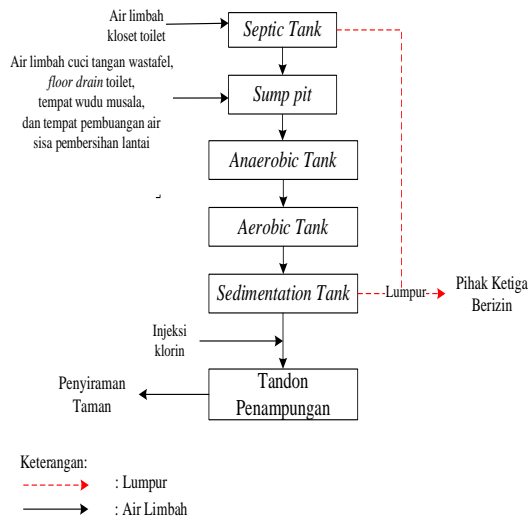 Air limbah
kloset toilet
Septic Tank
Air limbah cuci tangan wastafel,
floor drain toilet,
tempat wudu musala,
dan tempat pembuangan air
sisa pembersihan lantai
Sump pit
Anaerobic Tank
Aerobic Tank
Sedimentation Tank
Lumpur
Pihak Ketiga
Berizin
Injeksi
klorin
Penyiraman
Taman
Tandon
Penampungan
Keterangan:
: Lumpur
: Air Limbah